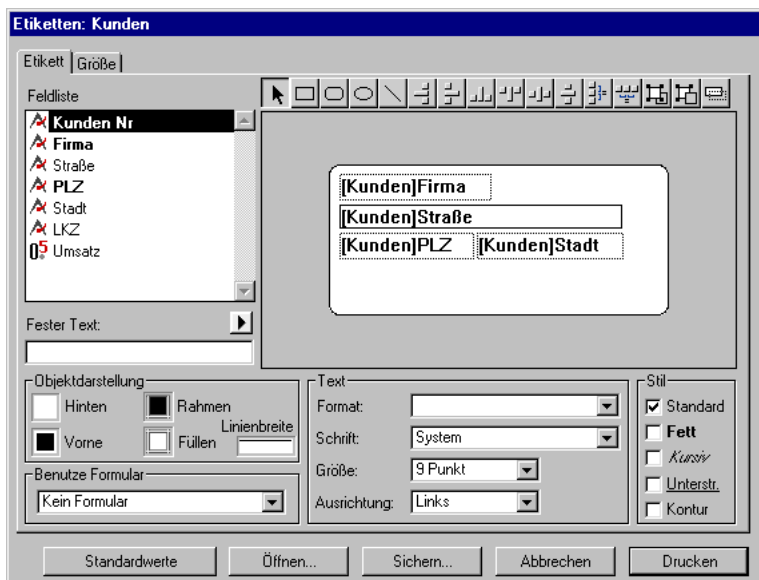 Etiketten: Kunden
Etikett Größe
Feldliste
Kunden Nr
Firma
Straße
PLZ
Stadt
LKZ
Umsatz
[Kunden]Firma
[Kunden]Straße
[Kunden]PLZ [Kunden]Stadt
Fester Text:
Objektdarstellung
Hinten Rahmen
Linienbreite
Vorne Füllen
Benutze Formular
Kein Formular
Text
Format:
Schrift: System
Größe: 9 Punkt
Ausrichtung: Links
Stil
Standard
Fett
Kursiv
Unterstr.
Kontur
Standardwerte Öffnen... Sichern... Abbrechen Drucken